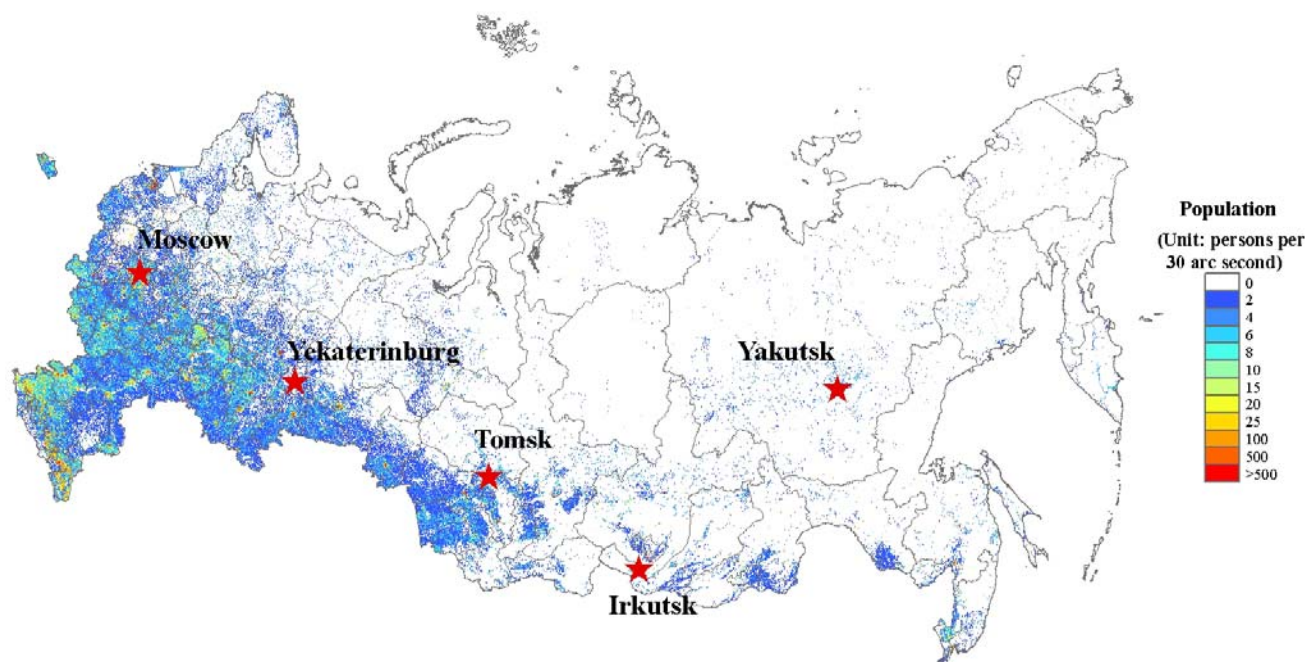 Moscow
Yekaterinburg
Yakutsk
Tomsk
Irkutsk
Population
(Unit: persons per
30 arc second)
0
2
4
6
8
10
15
20
25
100
500
>500